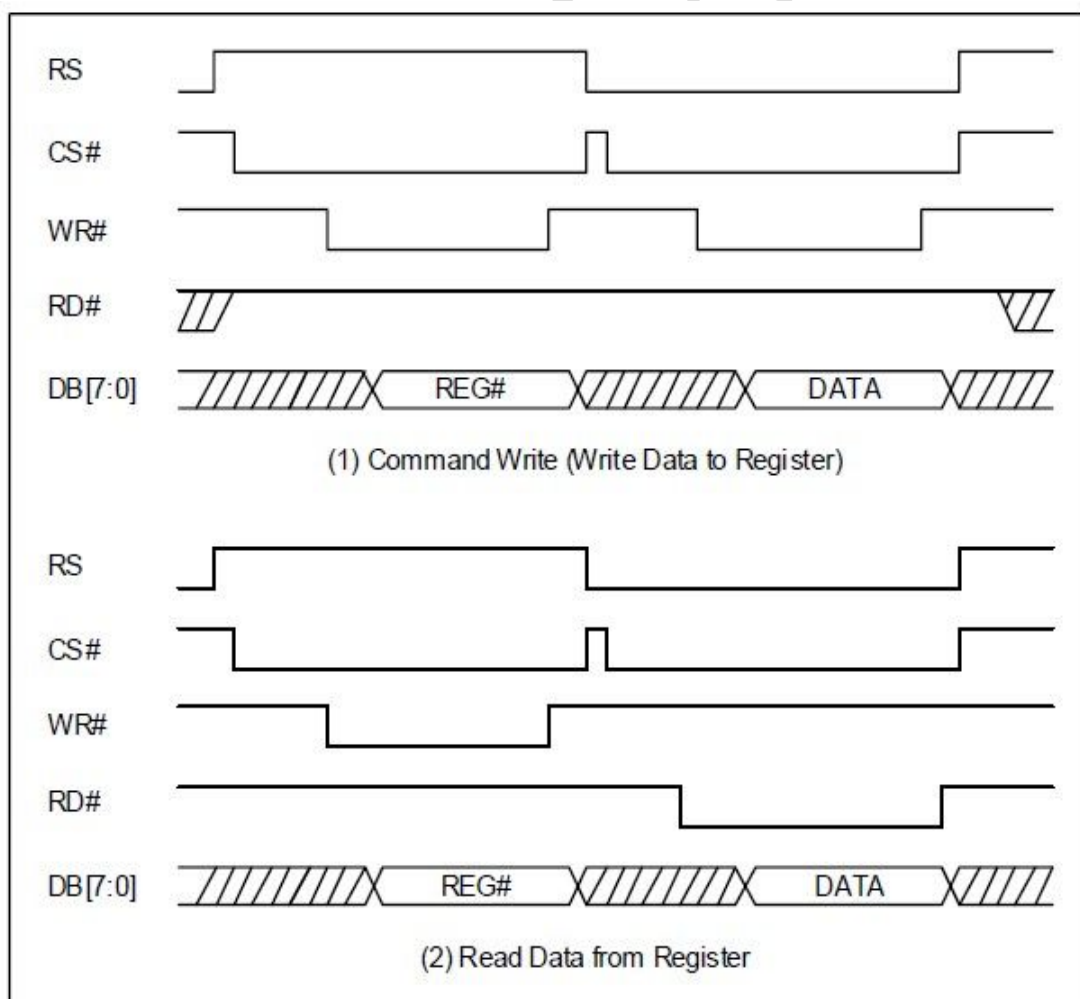 RS
CS#
WR#
RD#
DB[7:0] REG# DATA
(1) Command Write (Write Data to Register)
RS
CS#
WR#
RD#
DB[7:0] REG# DATA
(2) Read Data from Register